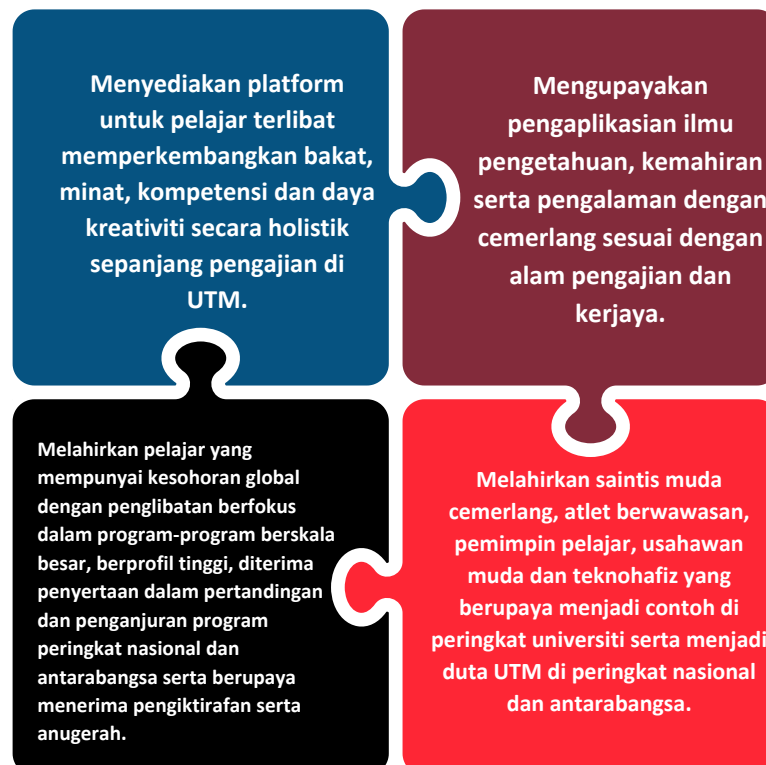 Menyediakan platform
untuk pelajar terlibat
memperkembangkan bakat,
minat, kompetensi dan daya
kreativiti secara holistik
sepanjang pengajian di
UTM.
Mengupayakan
pengaplikasian ilmu
pengetahuan, kemahiran
serta pengalaman dengan
cemerlang sesuai dengan
alam pengajian dan
kerjaya.
Melahirkan pelajar yang
mempunyai kesohoran global
dengan penglibatan berfokus
dalam program-program berskala
besar, berprofil tinggi, diterima
penyertaan dalam pertandingan
dan penganjuran program
peringkat nasional dan
antarabangsa serta berupaya
menerima pengiktirafan serta
anugerah.
Melahirkan saintis muda
cemerlang, atlet berwawasan,
pemimpin pelajar, usahawan
muda dan teknohafiz yang
berupaya menjadi contoh di
peringkat universiti serta menjadi
duta UTM di peringkat nasional
dan antarabangsa.